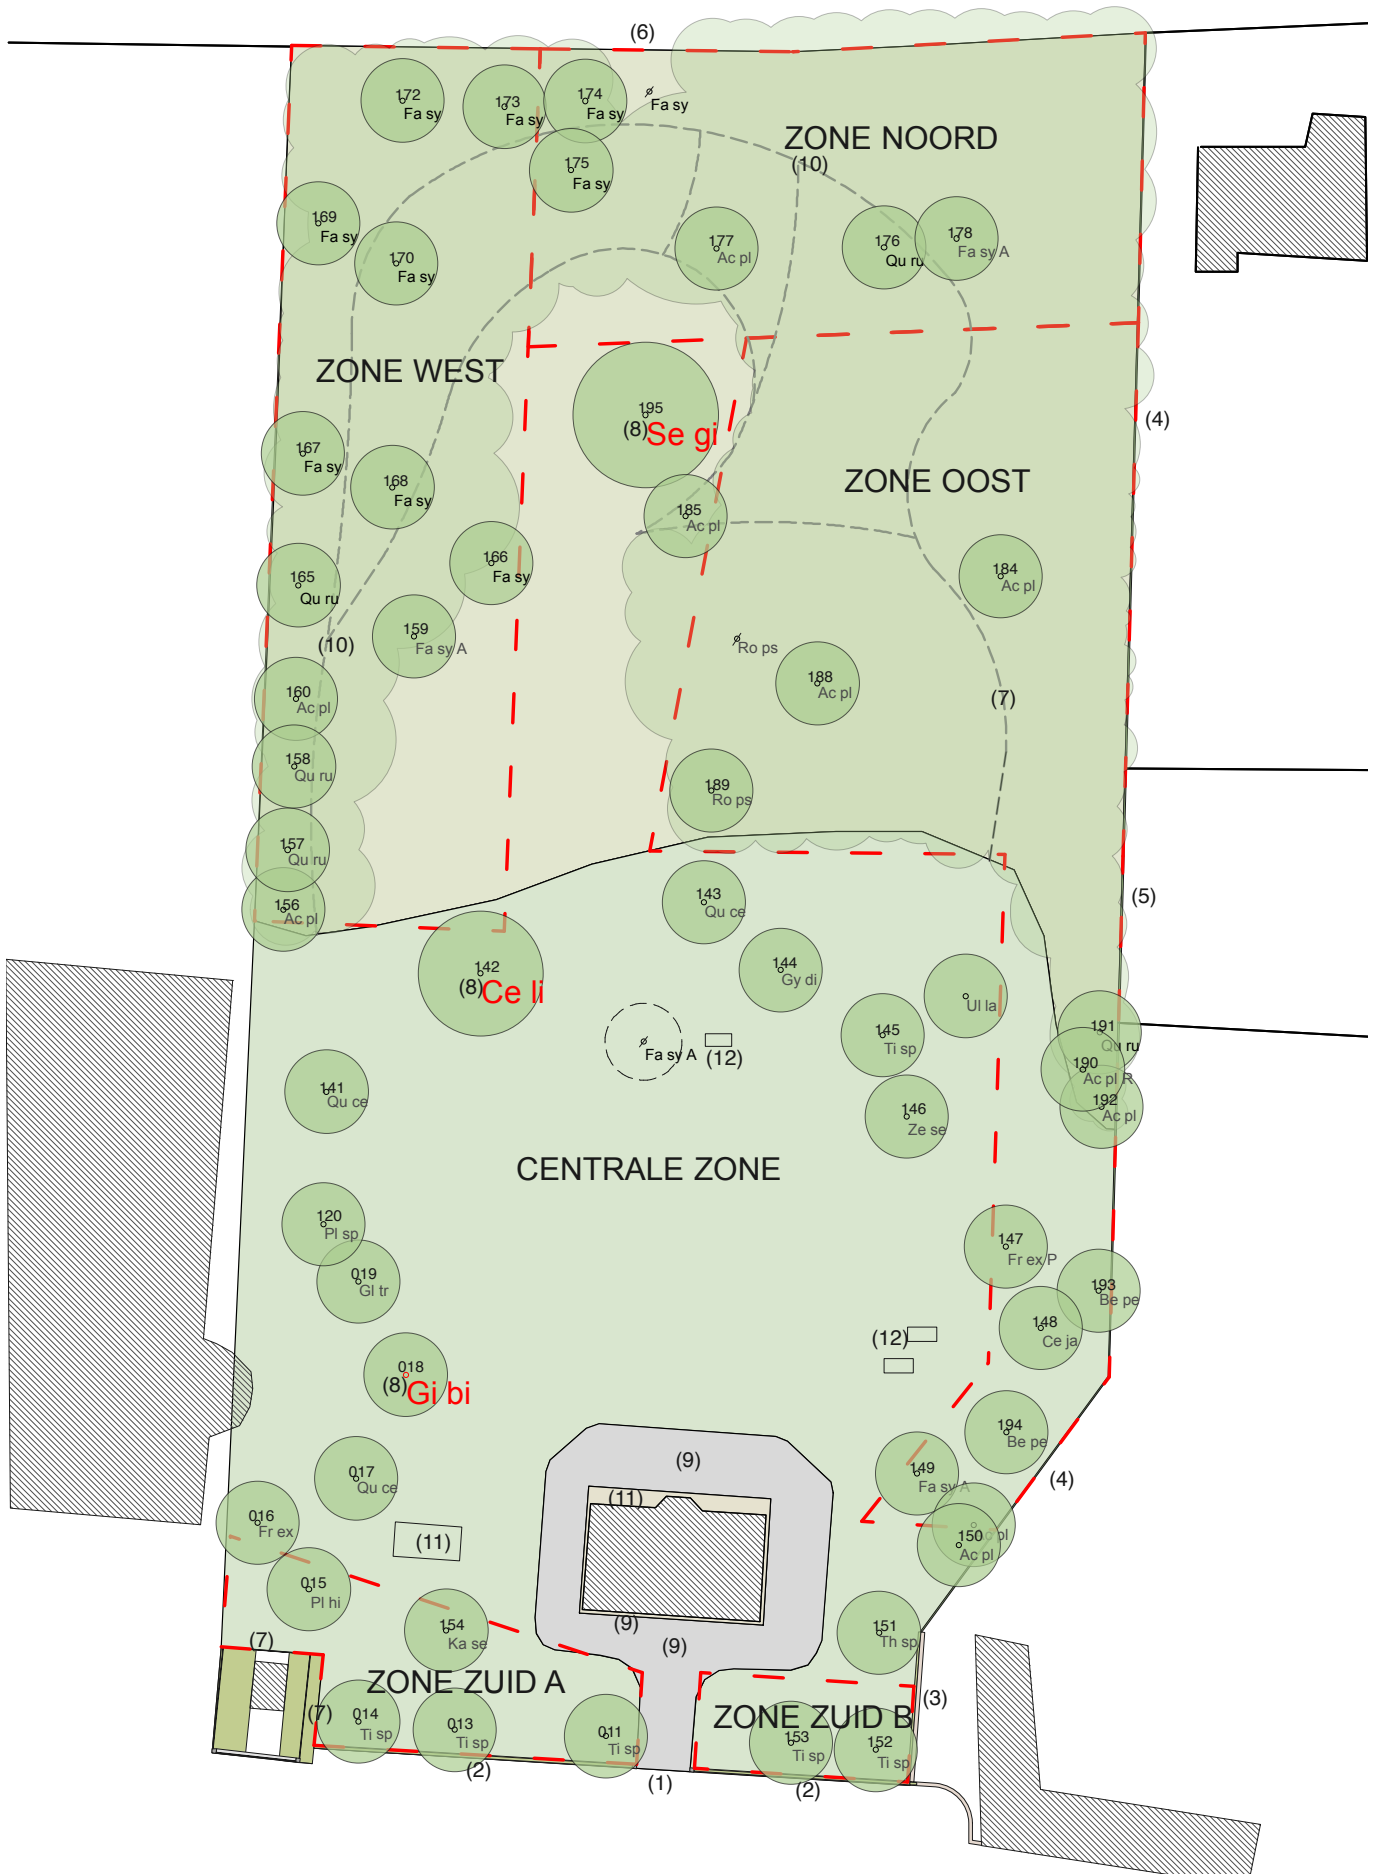 (6)
172
Fa sy
173
Fa sy
174
Fa sy
Fa sy
ZONE NOORD
(10)
175
Fa sy
169
Fa sy
170
Fa sy
177
Ac pl
176
Qu ru
178
Fa sy A
ZONE WEST
195
(8)
Se gi
(4)
167
Fa sy
168
Fa sy
ZONE OOST
185
Ac pl
166
Fa sy
165
Qu ru
184
Ac pl
159
Fa sy A
(10)
Ro ps
160
Ac pl
188
Ac pl
(7)
158
Qu ru
189
Ro ps
157
Qu ru
156
Ac pl
143
Qu ce
(5)
142
(8)
Ce li
144
Gy di
Ul la
145
Ti sp
191
Qu ru
Fa sy A
(12)
190
Ac pl R
141
Qu ce
146
Ze se
192
Ac pl
CENTRALE ZONE
120
Pl sp
147
Fr ex P
019
Gl tr
193
Be pe
148
Ce ja
(12)
018
(8)
Gi bi
194
Be pe
(9)
017
Qu ce
149
Fa sy A
(4)
(11)
016
Fr ex
(11)
pl
150
Ac pl
015
Pl hi
(9)
154
Ka se
151
Th sp
(7)
(9)
ZONE ZUID A
(3)
(7)
014
Ti sp
013
Ti sp
011
Ti sp
ZONE ZUID B
153
Ti sp
152
Ti sp
(2)
(1)
(2)